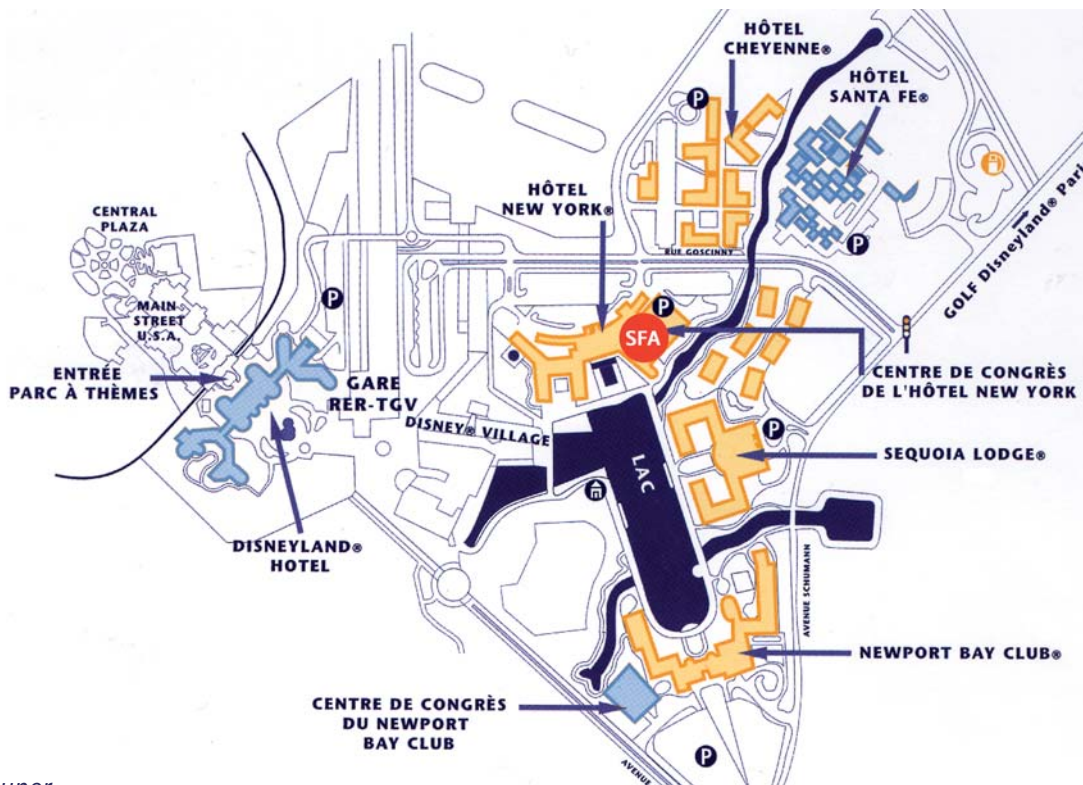 HÔTEL
CHEYENNE®
HÔTEL
SANTA FE®
P
HÔTEL
NEW YORK®
CENTRAL
PLAZA
RUE GOSCINNY
P
GOLF Disneyland® Park
MAIN
STREET
U.S.A.
P
P
SFA
ENTRÉE
PARC À THÈMES
GARE
RER-TGV
CENTRE DE CONGRÈS
DE L'HÔTEL NEW YORK
DISNEY® VILLAGE
P
LAC
SEQUOIA LODGE®
DISNEYLAND®
HOTEL
AVENUE SCHUMANN
NEWPORT BAY CLUB®
CENTRE DE CONGRÈS
DU NEWPORT
BAY CLUB
P
AVENUE